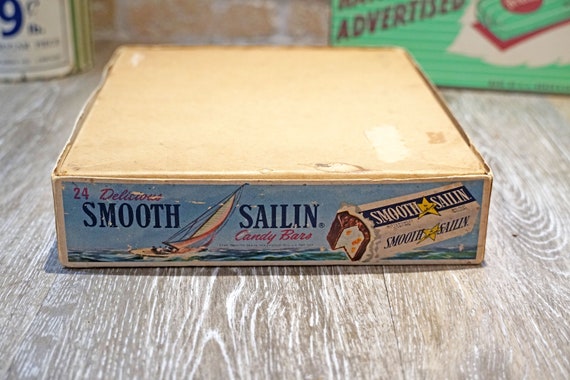 9
ADVERTISED
24 Delicious
SMOOTH SAILIN®
Candy Bars
SMOOTH SAILIN
SMOOTH SAILIN